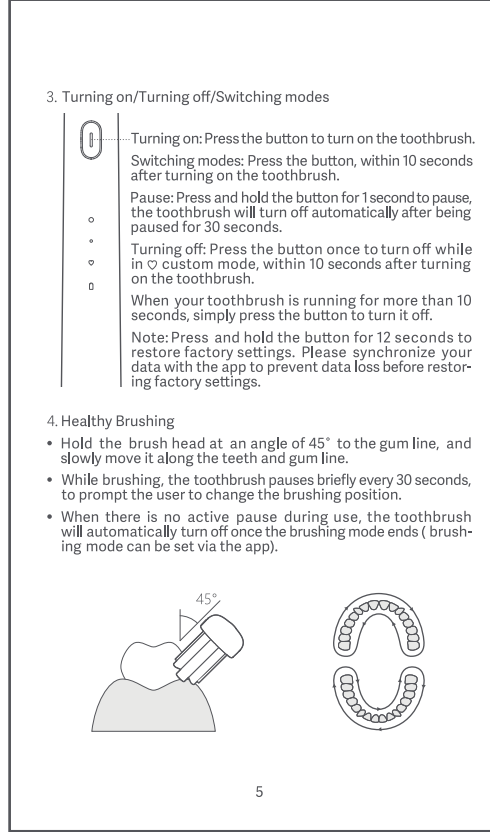 3. Turning on/Turning off/Switching modes
Turning on: Press the button to turn on the toothbrush.
Switching modes: Press the button, within 10 seconds
after turning on the toothbrush.
Pause: Press and hold the button for 1 second to pause,
the toothbrush will turn off automatically after being
paused for 30 seconds.
Turning off: Press the button once to turn off while
in ♡ custom mode, within 10 seconds after turning
on the toothbrush.
When your toothbrush is running for more than 10
seconds, simply press the button to turn it off.
Note: Press and hold the button for 12 seconds to
restore factory settings. Please synchronize your
data with the app to prevent data loss before restor-
ing factory settings.
4. Healthy Brushing
• Hold the brush head at an angle of 45° to the gum line, and
slowly move it along the teeth and gum line.
• While brushing, the toothbrush pauses briefly every 30 seconds,
to prompt the user to change the brushing position.
• When there is no active pause during use, the toothbrush
will automatically turn off once the brushing mode ends ( brush-
ing mode can be set via the app).
45°
5